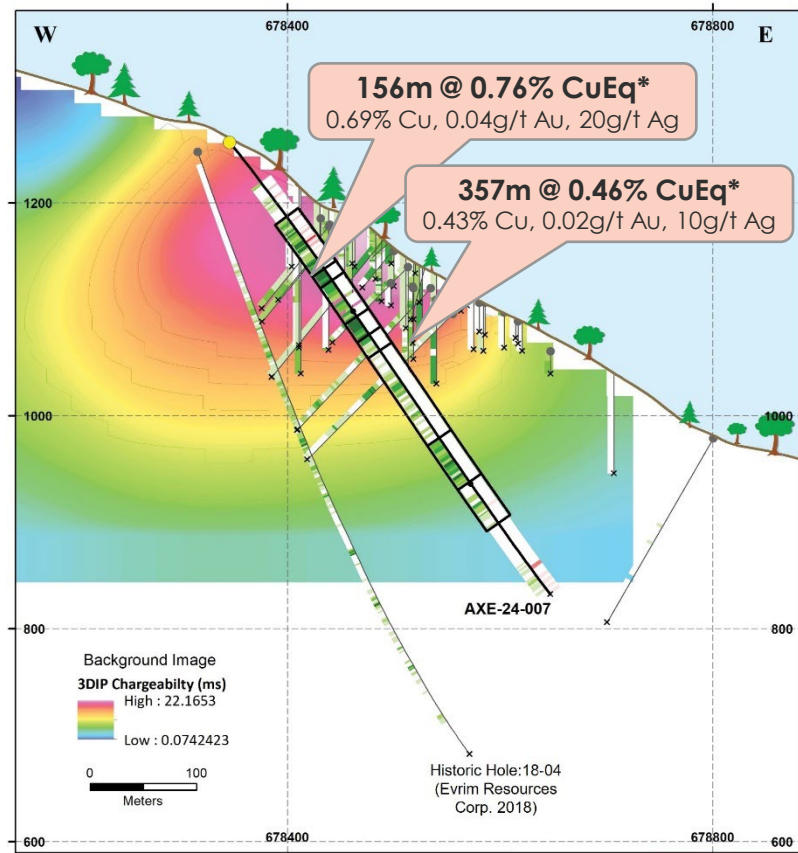 W
678400
678800
E
156m @ 0.76% CuEq*
0.69% Cu, 0.04g/t Au, 20g/t Ag
357m @ 0.46% CuEq*
0.43% Cu, 0.02g/t Au, 10g/t Ag
1200
1000
1000
AXE-24-007
800
800
Background Image
3DIP Chargeabilty (ms)
High : 22.1653
Low : 0.0742423
0
100
Meters
Historic Hole:18-04
(Evrim Resources
Corp. 2018)
600
678400
678800
600